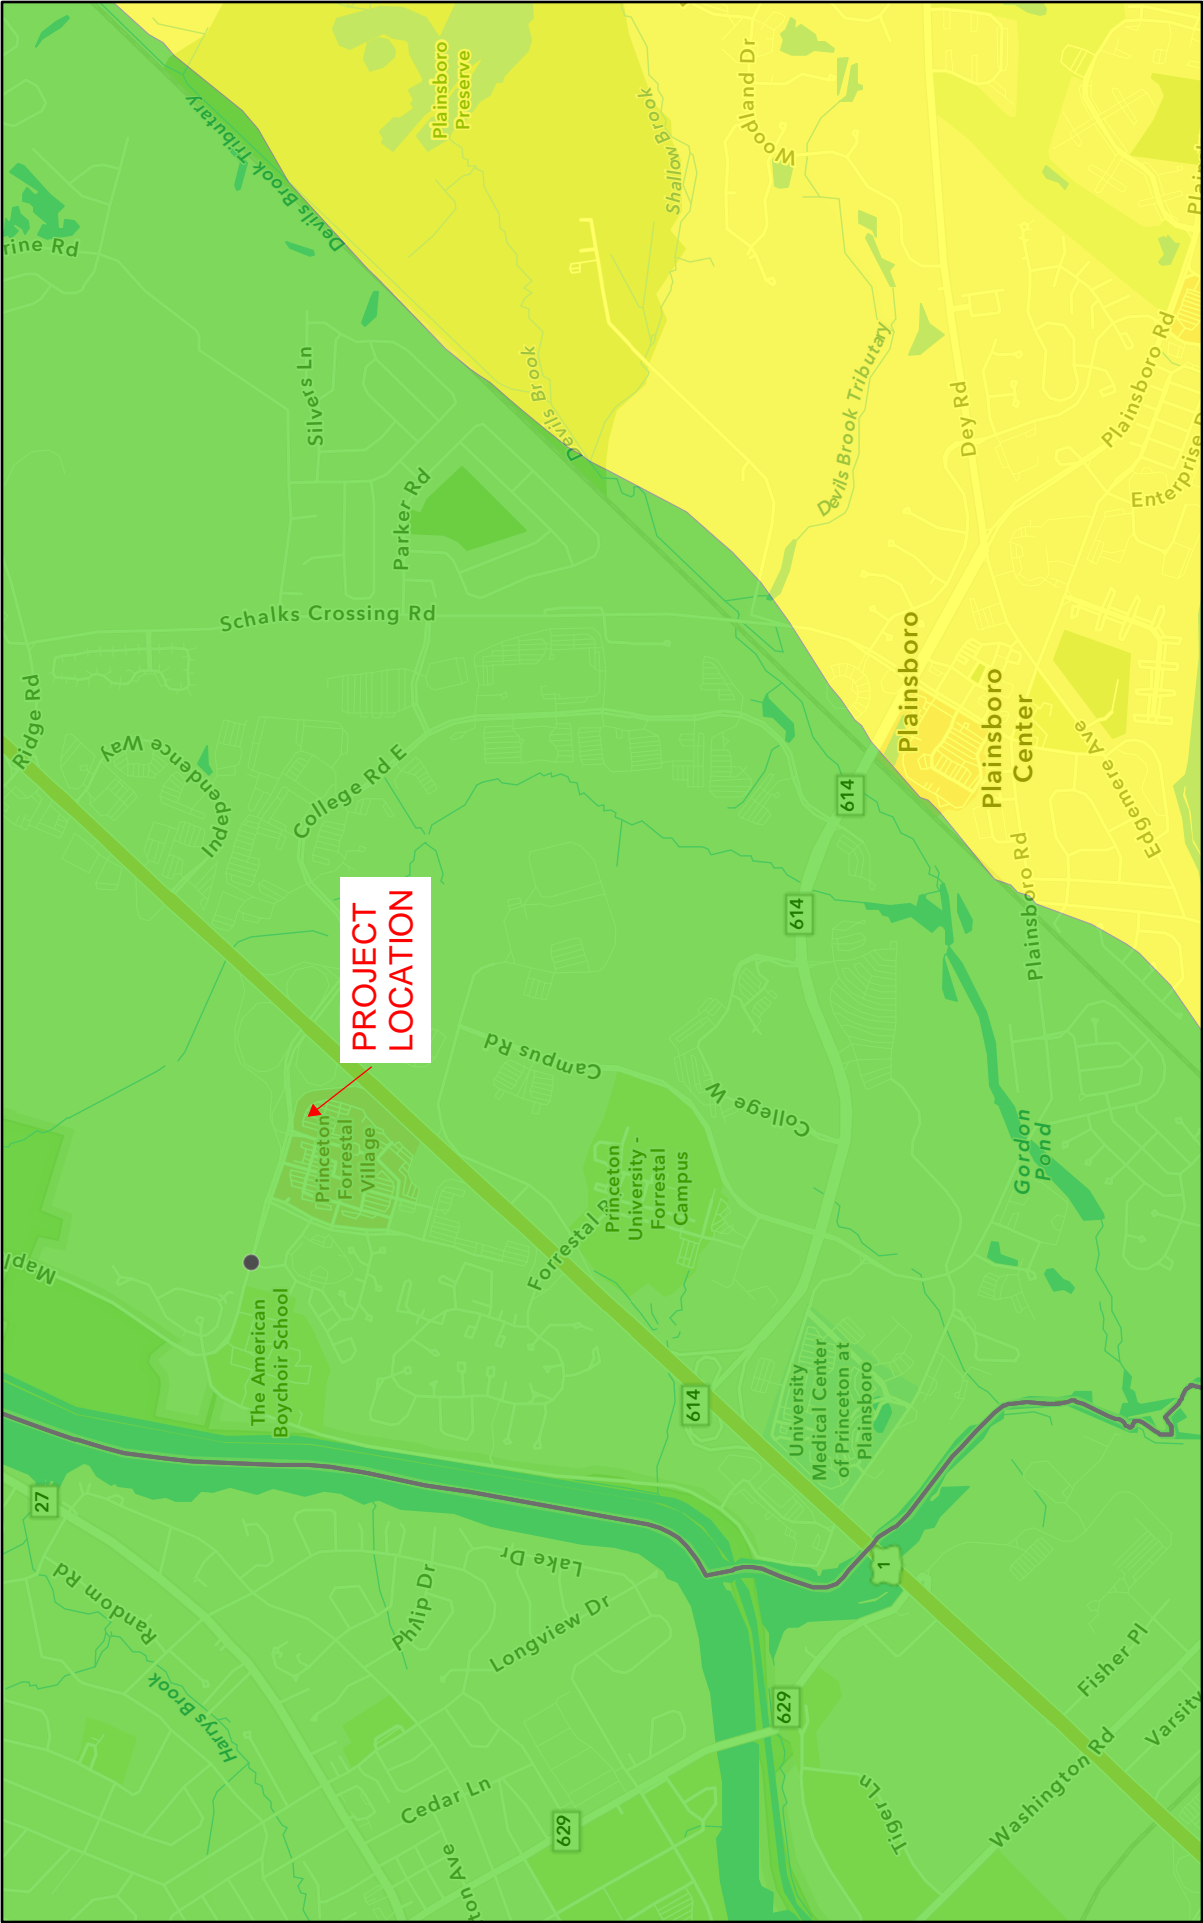 27
Mapl
Ridge Rd
rine Rd
Random Rd
Harrys Brook
The American
Boychoir School
Princeton
Forrestal
Village
PROJECT
LOCATION
Independence Way
College Rd E
Schalks Crossing Rd
Silvers Ln
Parker Rd
Devils Brook Tributary
Plainsboro
Preserve
Philip Dr
Lake Dr
Longview Dr
Cedar Ln
ton Ave
629
Forrestal R
Campus Rd
Devils Brook
Princeton
University -
Forrestal
Campus
Shallow Brook
614
College W
Woodland Dr
629
University
Medical Center
of Princeton at
Plainsboro
614
614
Devils Brook Tributary
Tiger Ln
1
Plainsboro
Dey Rd
Plainsboro
Center
Gordon
Pond
Plainsboro Rd
Washington Rd
Fisher Pl
Edgemere Ave
Plainsboro Rd
Varsity
Enterprise D
Plain